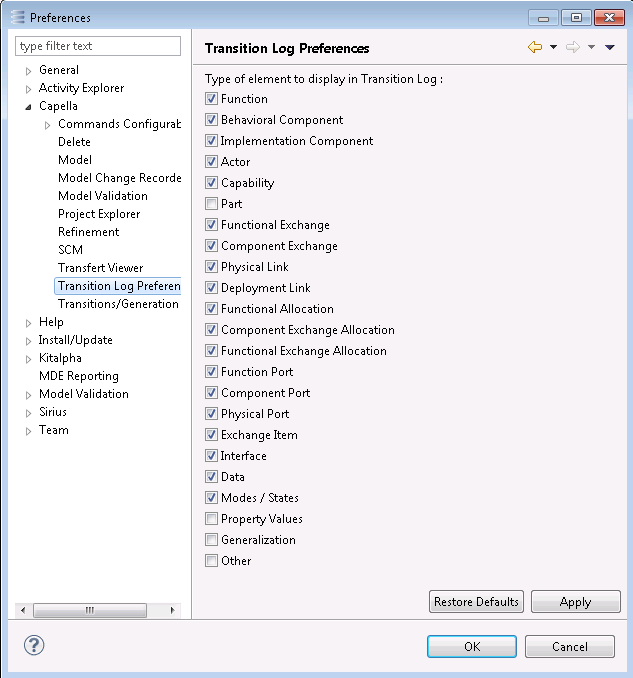 Preferences
type filter text
General
Activity Explorer
Capella
Commands Configurab
Delete
Model
Model Change Recorde
Model Validation
Project Explorer
Refinement
SCM
Transfert Viewer
Transition Log Preferen
Transitions/Generation
Help
Install/Update
Kitalpha
MDE Reporting
Model Validation
Sirius
Team
Transition Log Preferences
Type of element to display in Transition Log :
Function
Behavioral Component
Implementation Component
Actor
Capability
Part
Functional Exchange
Component Exchange
Physical Link
Deployment Link
Functional Allocation
Component Exchange Allocation
Functional Exchange Allocation
Function Port
Component Port
Physical Port
Exchange Item
Interface
Data
Modes / States
Property Values
Generalization
Other
Restore Defaults
Apply
?
OK
Cancel